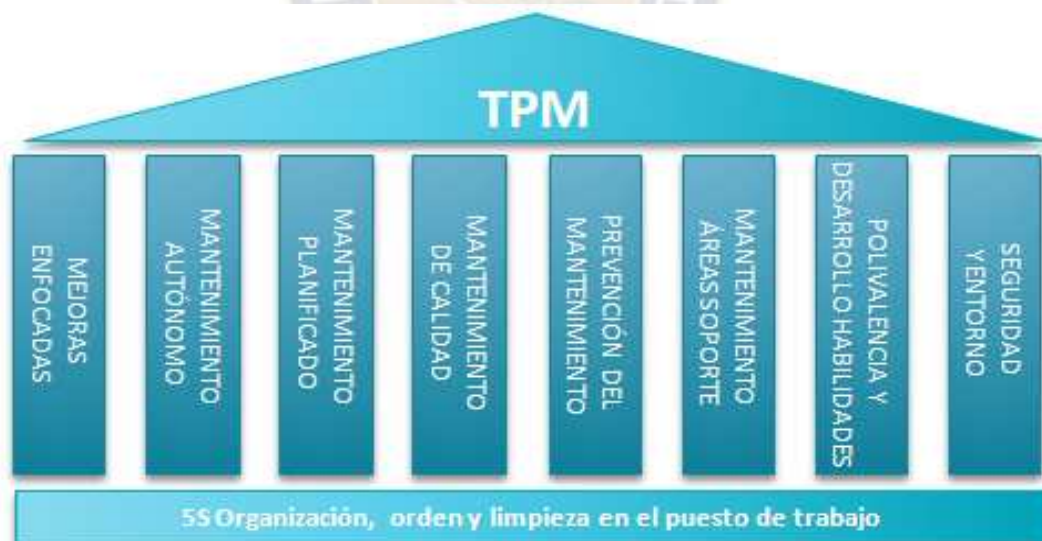 TPM
MEJORAS
ENFOCADAS
MANTENIMIENTO
AUTÓNOMO
MANTENIMIENTO
PLANIFICADO
MANTENIMIENTO
DE CALIDAD
PREVENCIÓN DEL
MANTENIMIENTO
MANTENIMIENTO
ÁREAS SOPORTE
POLIVALENCIA Y
DESARROLLO HABILIDADES
SEGURIDAD
Y ENTORNO
5S Organización, orden y limpieza en el puesto de trabajo